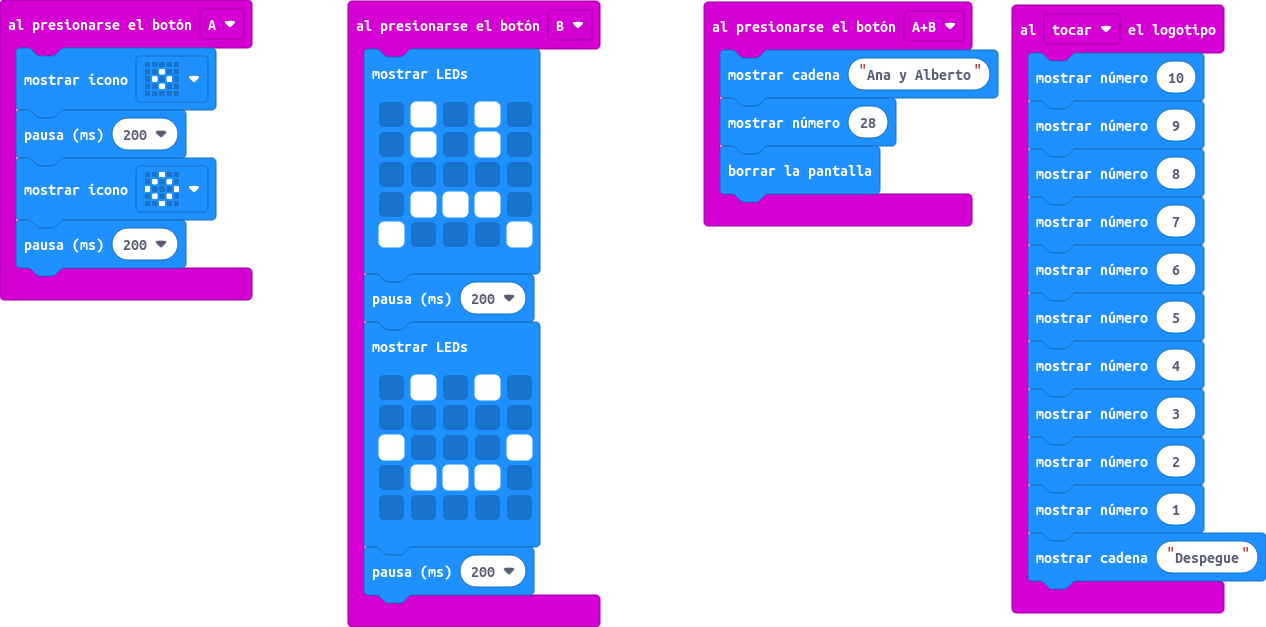 al presionarse el botón A
mostrar ícono
pausa (ms) 200
mostrar ícono
pausa (ms) 200
al presionarse el botón B
mostrar LEDs
pausa (ms) 200
mostrar LEDs
pausa (ms) 200
al presionarse el botón A+B
mostrar cadena "Ana y Alberto"
mostrar número 28
borrar la pantalla
al tocar el logotipo
mostrar número 10
mostrar número 9
mostrar número 8
mostrar número 7
mostrar número 6
mostrar número 5
mostrar número 4
mostrar número 3
mostrar número 2
mostrar número 1
mostrar cadena "Despegue"